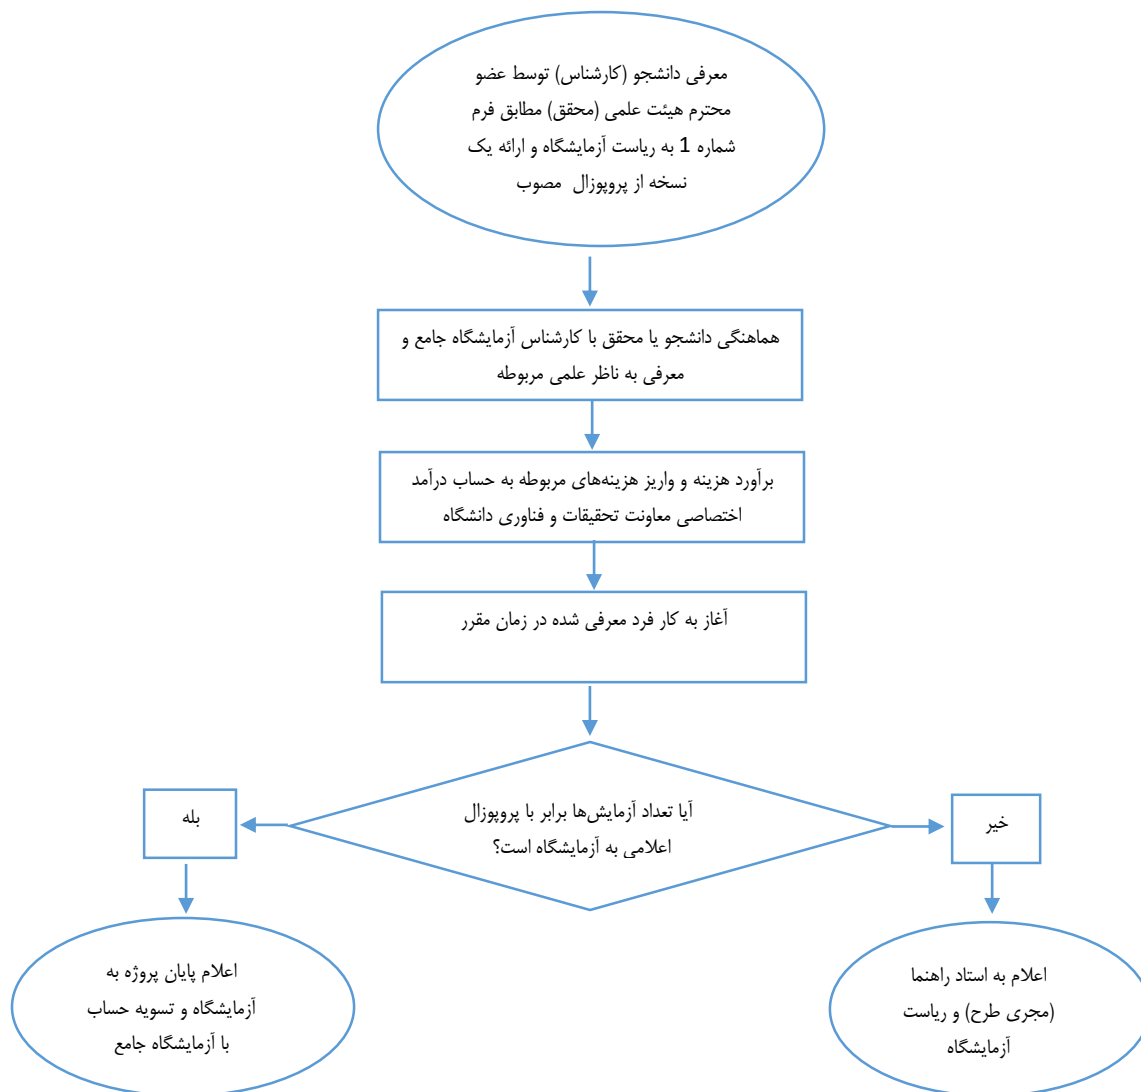 معرفی دانشجو (کارشناس) توسط عضو
محترم هیئت علمی (محقق) مطابق فرم
شماره 1 به ریاست آزمایشگاه و ارائه یک
نسخه از پروپوزال مصوب
هماهنگی دانشجو یا محقق با کارشناس آزمایشگاه جامع و
معرفی به ناظر علمی مربوطه
برآورد هزینه و واریز هزینه‌های مربوطه به حساب درآمد
اختصاصی معاونت تحقیقات و فناوری دانشگاه
آغاز به کار فرد معرفی شده در زمان مقرر
آیا تعداد آزمایش‌ها برابر با پروپوزال
اعلامی به آزمایشگاه است؟
خیر
بله
اعلام به استاد راهنما
(مجری طرح) و ریاست
آزمایشگاه
اعلام پایان پروژه به
آزمایشگاه و تسویه حساب
با آزمایشگاه جامع